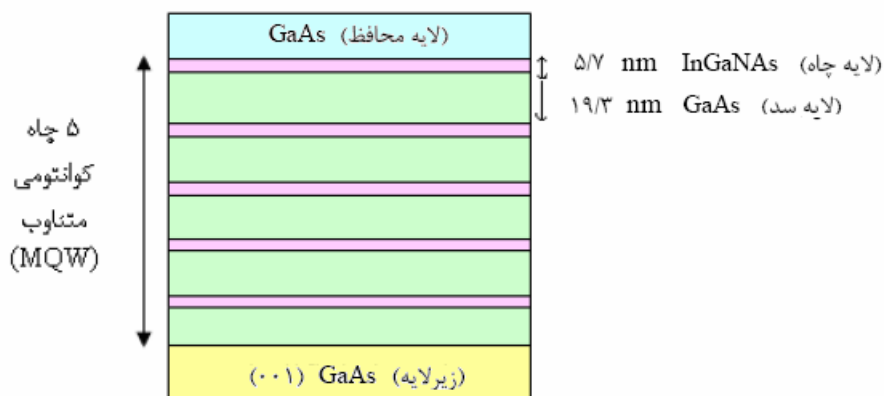 GaAs (لایه محافظ)
۵/۷ nm InGaNAs (لایه چاه)
۱۹/۳ nm GaAs (لایه سد)
۵ چاه
کوانتومی
متناوب
(MQW)
(۰۰۱) GaAs (زیرلایه)